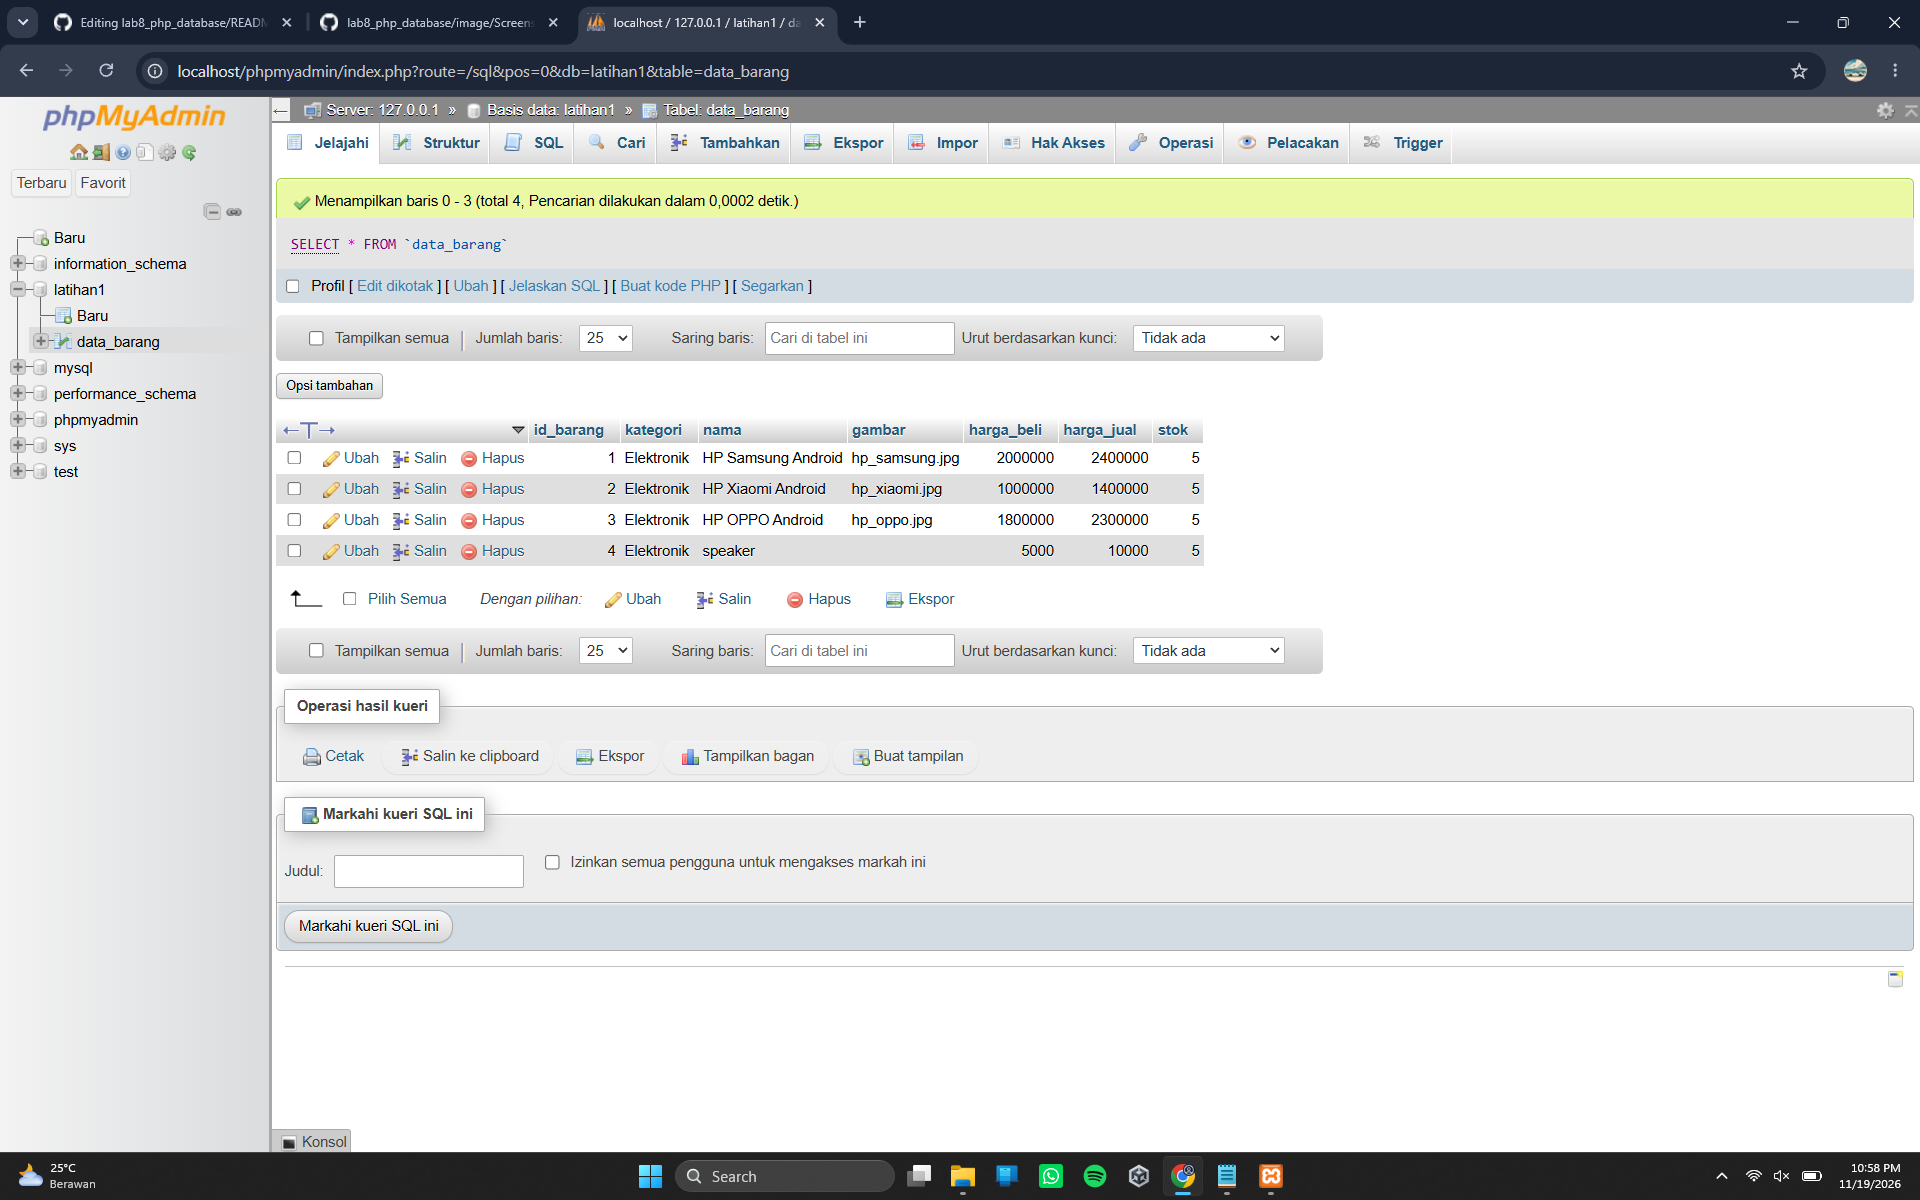 Editing lab8_php_database/READM
lab8_php_database/image/Screens
localhost / 127.0.0.1 / latihan1 / da
localhost/phpmyadmin/index.php?route=/sql&pos=0&db=latihan1&table=data_barang
phpMyAdmin
Terbaru Favorit
Baru
information_schema
latihan1
Baru
data_barang
mysql
performance_schema
phpmyadmin
sys
test
Server: 127.0.0.1 » Basis data: latihan1 » Tabel: data_barang
Jelajahi Struktur SQL Cari Tambahkan Ekspor Impor Hak Akses Operasi Pelacakan Trigger
Menampilkan baris 0 - 3 (total 4, Pencarian dilakukan dalam 0,0002 detik.)
SELECT * FROM `data_barang`
Profil [ Edit dikotak ] [ Ubah ] [ Jelaskan SQL ] [ Buat kode PHP ] [ Segarkan ]
Tampilkan semua Jumlah baris: 25 Saring baris: Cari di tabel ini Urut berdasarkan kunci: Tidak ada
Opsi tambahan
←T→ id_barang kategori nama gambar harga_beli harga_jual stok
Ubah Salin Hapus 1 Elektronik HP Samsung Android hp_samsung.jpg 2000000 2400000 5
Ubah Salin Hapus 2 Elektronik HP Xiaomi Android hp_xiaomi.jpg 1000000 1400000 5
Ubah Salin Hapus 3 Elektronik HP OPPO Android hp_oppo.jpg 1800000 2300000 5
Ubah Salin Hapus 4 Elektronik speaker 5000 10000 5
Pilih Semua Dengan pilihan: Ubah Salin Hapus Ekspor
Tampilkan semua Jumlah baris: 25 Saring baris: Cari di tabel ini Urut berdasarkan kunci: Tidak ada
Operasi hasil kueri
Cetak Salin ke clipboard Ekspor Tampilkan bagan Buat tampilan
Markahi kueri SQL ini
Judul: Izinkan semua pengguna untuk mengakses markah ini
Markahi kueri SQL ini
Konsol
25°C
Berawan
Search
10:58 PM
11/19/2026